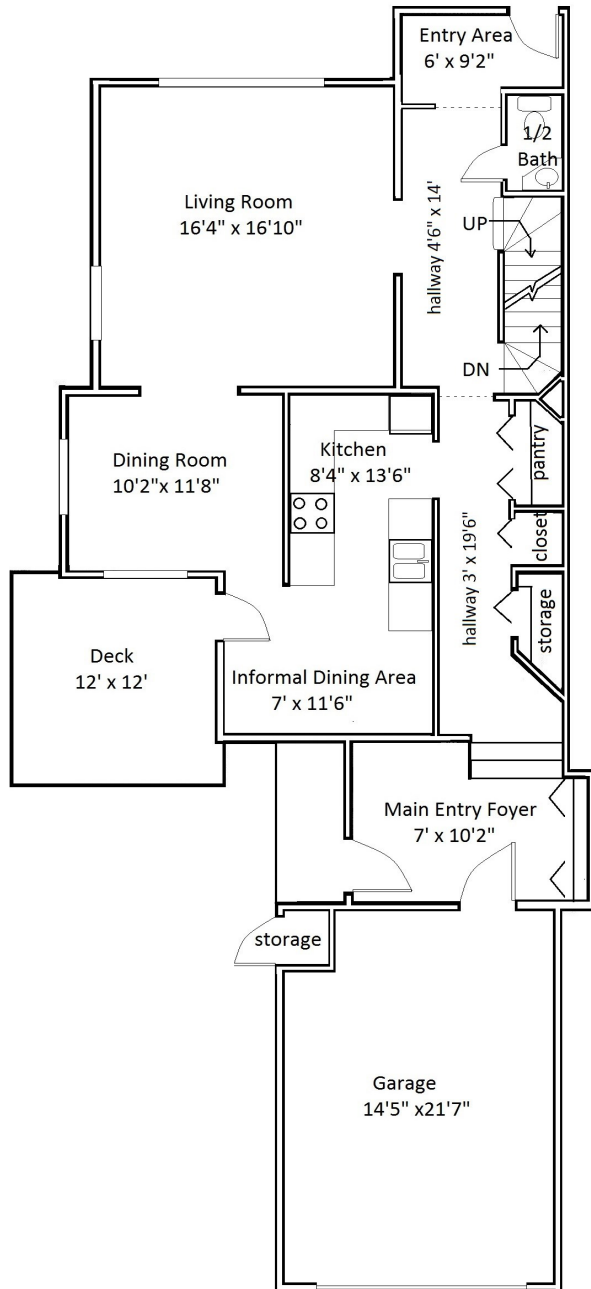 Entry Area
6' x 9'2"
1/2
Bath
Living Room
16'4" x 16'10"
hallway 4'6" x 14'
UP
DN
Kitchen
8'4" x 13'6"
pantry
Dining Room
10'2"x 11'8"
hallway 3' x 19'6"
closet
storage
Deck
12' x 12'
Informal Dining Area
7' x 11'6"
Main Entry Foyer
7' x 10'2"
storage
Garage
14'5" x21'7"